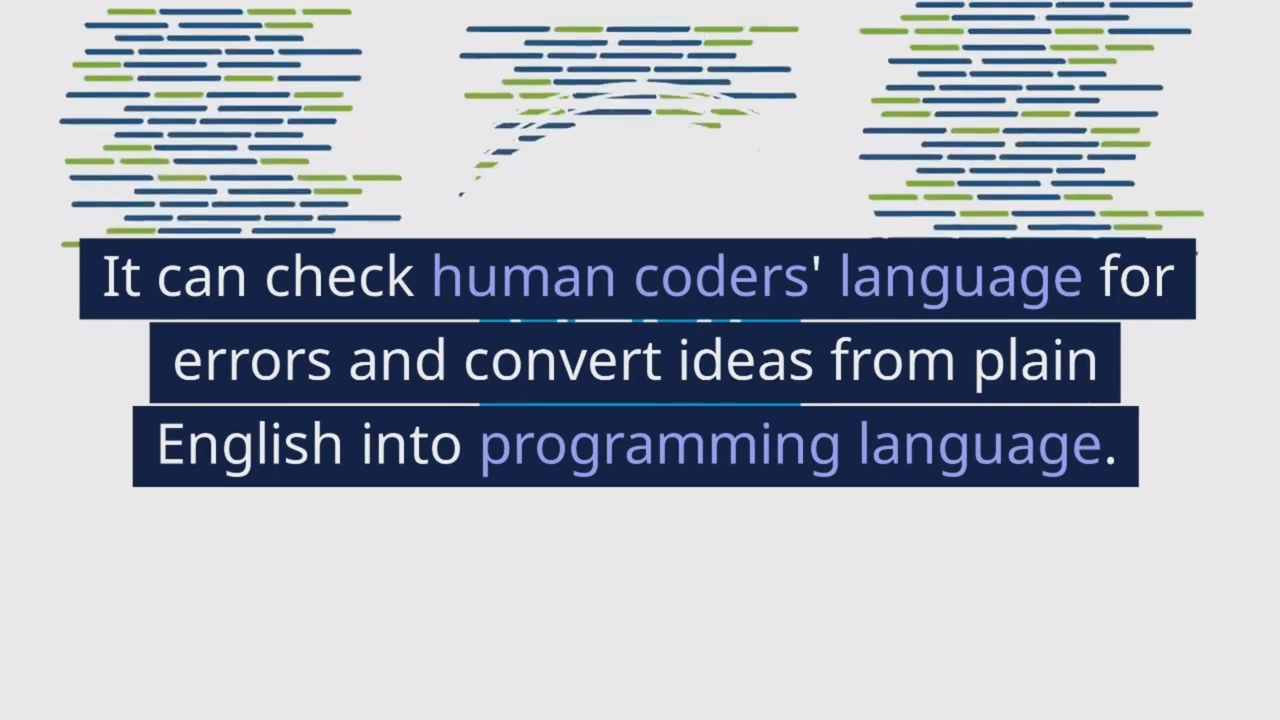 It can check human coders' language for
errors and convert ideas from plain
English into programming language.